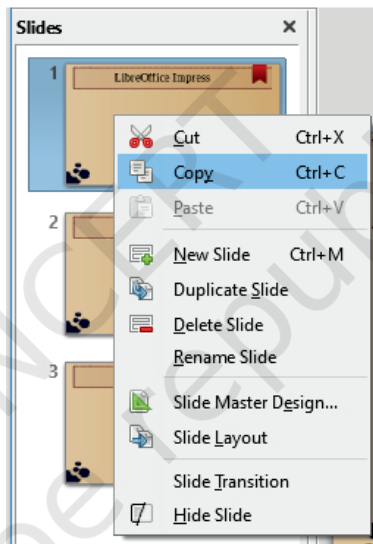 Slides
1
LibreOffice Impress
Cut Ctrl+X
Copy Ctrl+C
Paste Ctrl+V
2
New Slide Ctrl+M
Duplicate Slide
Delete Slide
Rename Slide
3
Slide Master Design...
Slide Layout
Slide Transition
Hide Slide
NCERT